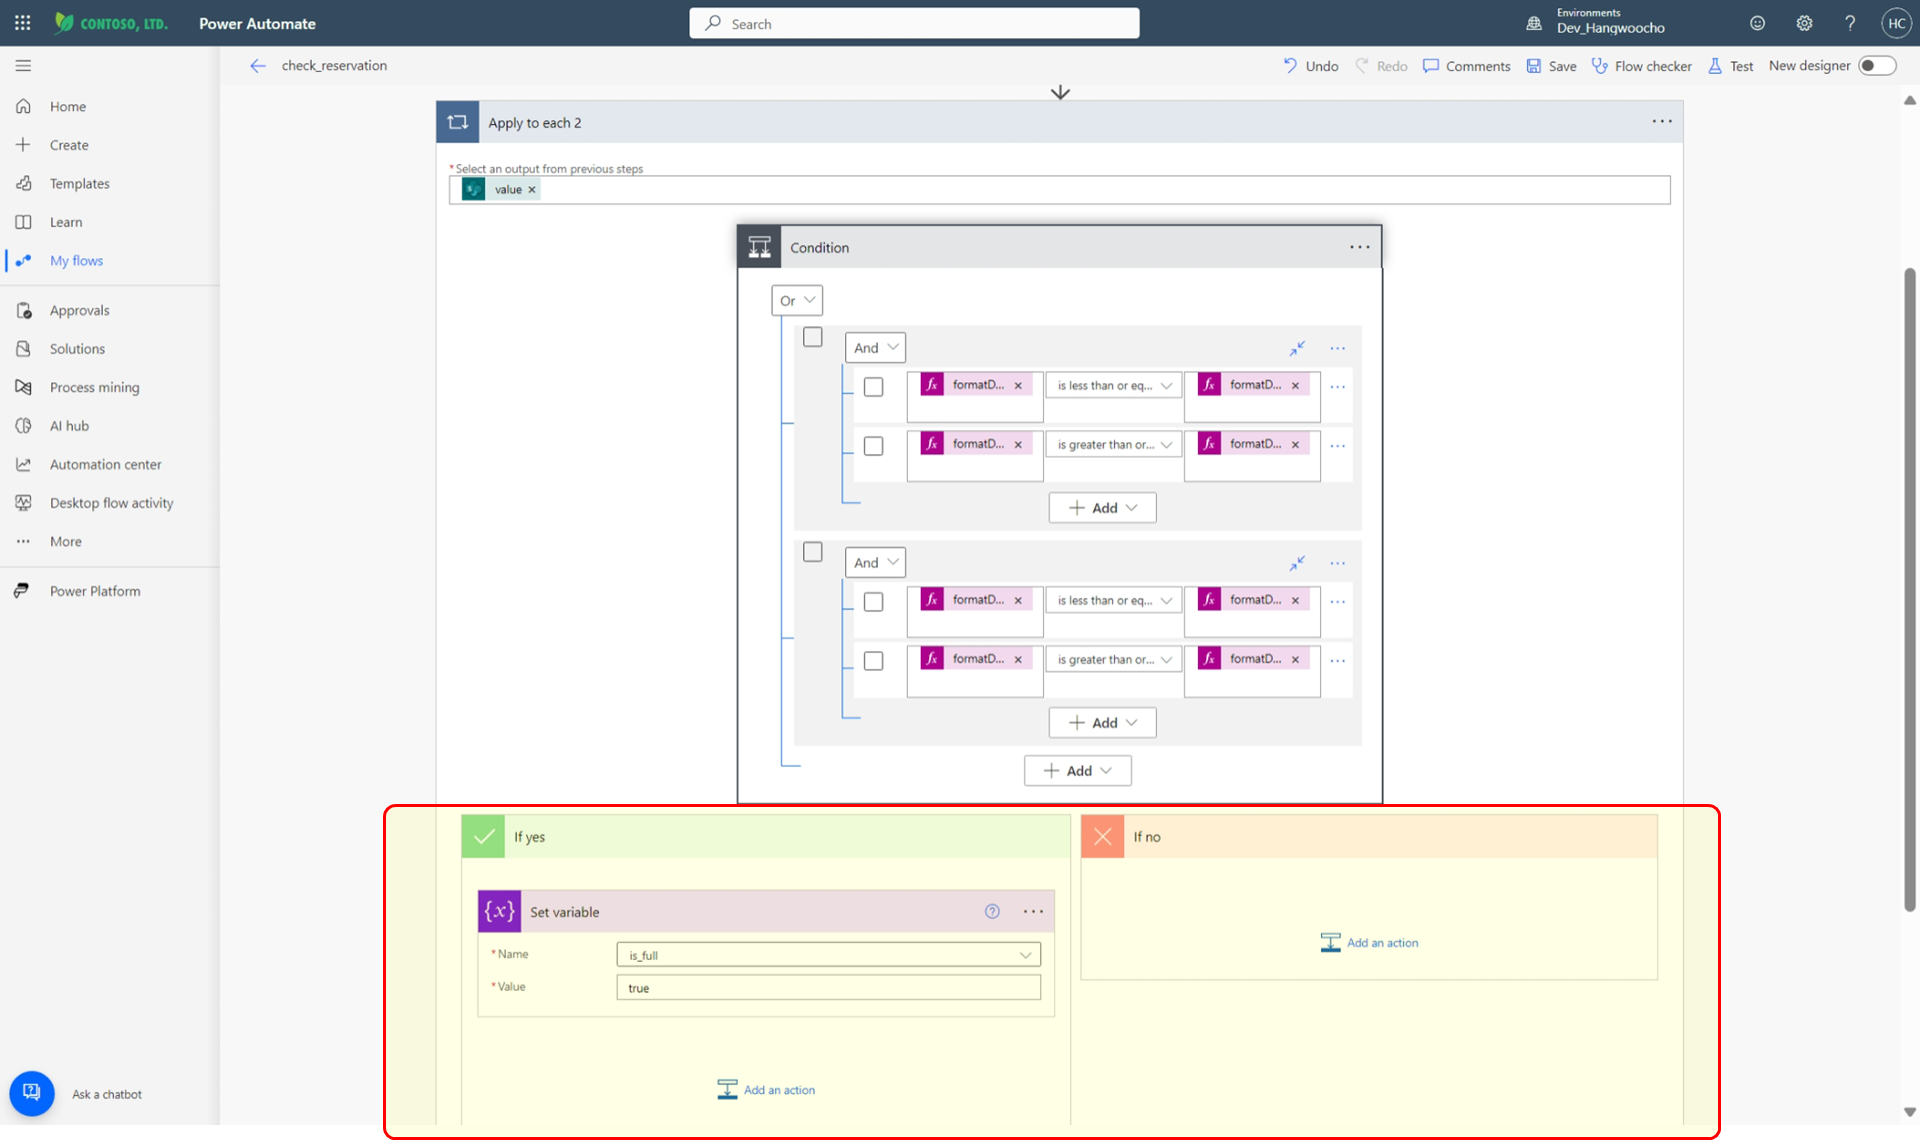 CONTOSO, LTD.
Power Automate
Search
Environments
Dev_Hangwoocho
HC
check_reservation
Undo
Redo
Comments
Save
Flow checker
Test
New designer
Home
Create
Templates
Learn
My flows
Approvals
Solutions
Process mining
AI hub
Automation center
Desktop flow activity
More
Power Platform
Ask a chatbot
Apply to each 2
* Select an output from previous steps
value
Condition
Or
And
formatD... is less than or eq... formatD...
formatD... is greater than or... formatD...
Add
And
formatD... is less than or eq... formatD...
formatD... is greater than or... formatD...
Add
Add
If yes
Set variable
* Name
is_full
* Value
true
Add an action
If no
Add an action